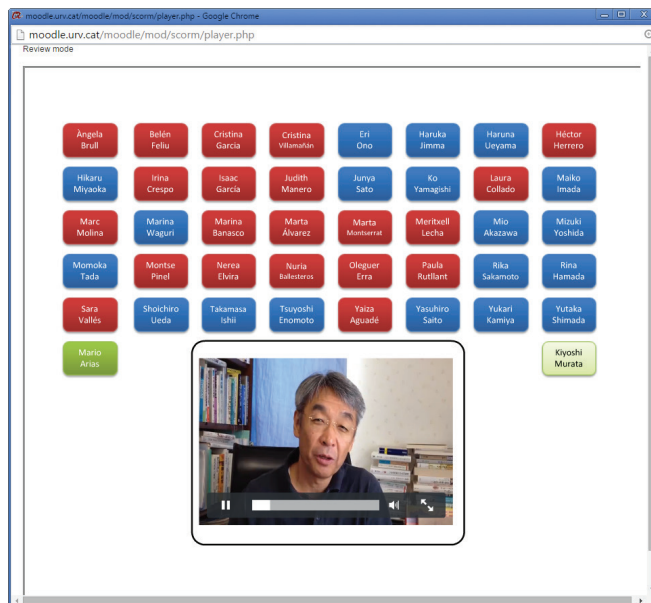 moodle.urv.cat/moodle/mod/scorm/player.php - Google Chrome
moodle.urv.cat/moodle/mod/scorm/player.php
Review mode
Àngela Brull
Belén Feliu
Cristina Garcia
Cristina Villamañán
Eri Ono
Haruka Jimma
Haruna Ueyama
Héctor Herrero
Hikaru Miyaoka
Irina Crespo
Isaac García
Judith Manero
Junya Sato
Ko Yamagishi
Laura Collado
Maiko Imada
Marc Molina
Marina Waguri
Marina Banasco
Marta Álvarez
Marta Montserrat
Meritxell Lecha
Mio Akazawa
Mizuki Yoshida
Momoka Tada
Montse Pinel
Nerea Elvira
Nuria Ballesteros
Oleguer Erra
Paula Rutllant
Rika Sakamoto
Rina Hamada
Sara Vallés
Shoichiro Ueda
Takamasa Ishii
Tsuyoshi Enomoto
Yaiza Aguadé
Yasuhiro Saito
Yukari Kamiya
Yutaka Shimada
Mario Arias
Kiyoshi Murata